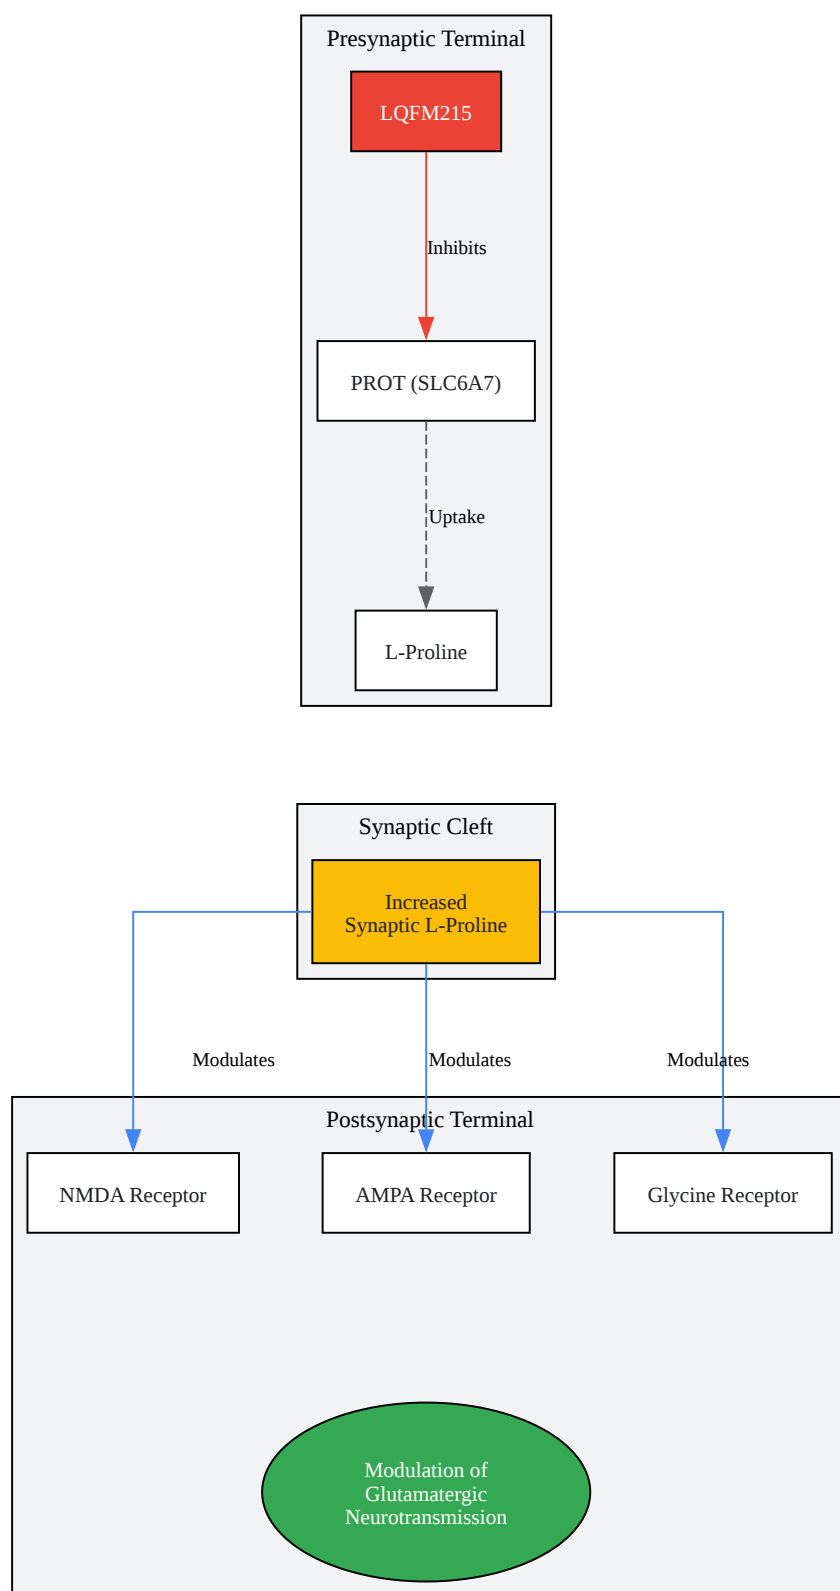 Presynaptic Terminal
LQFM215
Inhibits
PROT (SLC6A7)
Uptake
L-Proline
Synaptic Cleft
Increased
Synaptic L-Proline
Modulates
Modulates
Modulates
Postsynaptic Terminal
NMDA Receptor
AMPA Receptor
Glycine Receptor
Modulation of
Glutamatergic
Neurotransmission